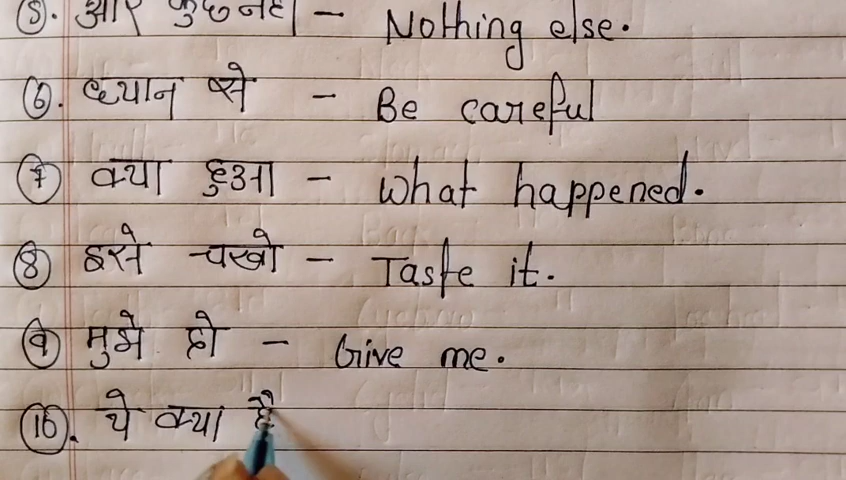 5. और कुछ नहीं - Nothing else.
6. ध्यान से - Be careful
7 क्या हुआ - What happened.
8 इसे चखो - Taste it.
9 मुझे दो - Give me.
10. ये क्या है